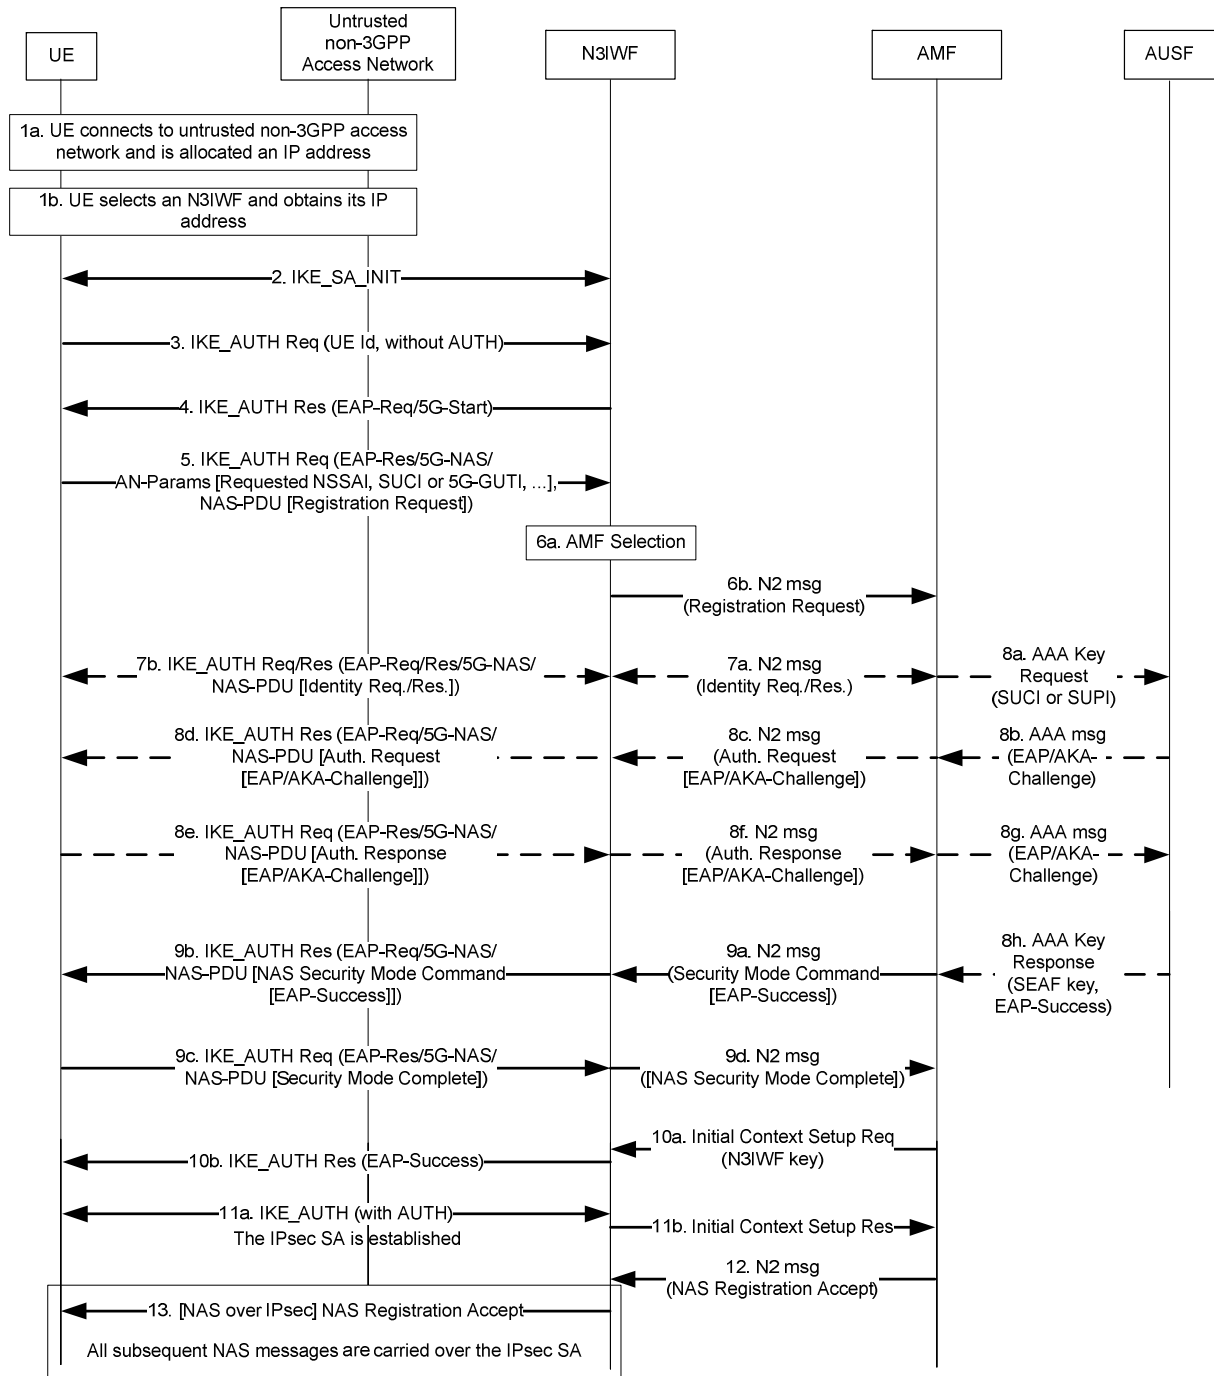 UE
Untrusted
non-3GPP
Access Network
N3IWF
AMF
AUSF
1a. UE connects to untrusted non-3GPP access
network and is allocated an IP address
1b. UE selects an N3IWF and obtains its IP
address
2. IKE_SA_INIT
3. IKE_AUTH Req (UE Id, without AUTH)
4. IKE_AUTH Res (EAP-Req/5G-Start)
5. IKE_AUTH Req (EAP-Res/5G-NAS/
AN-Params [Requested NSSAI, SUCI or 5G-GUTI, ...],
NAS-PDU [Registration Request])
6a. AMF Selection
6b. N2 msg
(Registration Request)
7b. IKE_AUTH Req/Res (EAP-Req/Res/5G-NAS/
NAS-PDU [Identity Req./Res.])
7a. N2 msg
(Identity Req./Res.)
8a. AAA Key
Request
(SUCI or SUPI)
8d. IKE_AUTH Res (EAP-Req/5G-NAS/
NAS-PDU [Auth. Request
[EAP/AKA-Challenge]])
8c. N2 msg
(Auth. Request
[EAP/AKA-Challenge])
8b. AAA msg
(EAP/AKA-
Challenge)
8e. IKE_AUTH Req (EAP-Res/5G-NAS/
NAS-PDU [Auth. Response
[EAP/AKA-Challenge]])
8f. N2 msg
(Auth. Response
[EAP/AKA-Challenge])
8g. AAA msg
(EAP/AKA-
Challenge)
9b. IKE_AUTH Res (EAP-Req/5G-NAS/
NAS-PDU [NAS Security Mode Command
[EAP-Success]])
9a. N2 msg
(Security Mode Command
[EAP-Success])
8h. AAA Key
Response
(SEAF key,
EAP-Success)
9c. IKE_AUTH Req (EAP-Res/5G-NAS/
NAS-PDU [Security Mode Complete])
9d. N2 msg
([NAS Security Mode Complete])
10a. Initial Context Setup Req
(N3IWF key)
10b. IKE_AUTH Res (EAP-Success)
11a. IKE_AUTH (with AUTH)
The IPsec SA is established
11b. Initial Context Setup Res
12. N2 msg
(NAS Registration Accept)
13. [NAS over IPsec] NAS Registration Accept
All subsequent NAS messages are carried over the IPsec SA